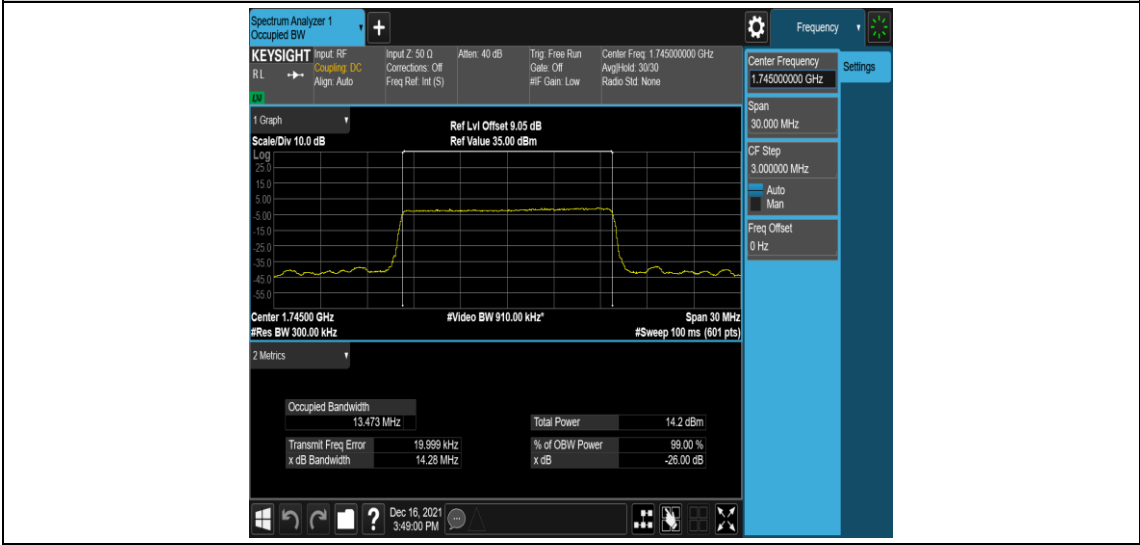 Spectrum Analyzer 1
Occupied BW
+
Frequency
KEYSIGHT
RL
LM
Input: RF
Coupling: DC
Align: Auto
Input Z: 50 Ω
Corrections: Off
Freq Ref: Int (S)
Atten: 40 dB
Trig: Free Run
Gate: Off
#IF Gain: Low
Center Freq: 1.745000000 GHz
Avg|Hold: 30/30
Radio Std: None
Center Frequency
1.745000000 GHz
Settings
Span
30.000 MHz
CF Step
3.000000 MHz
Auto
Man
Freq Offset
0 Hz
1 Graph
Scale/Div 10.0 dB
Ref Lvl Offset 9.05 dB
Ref Value 35.00 dBm
Log
25.0
15.0
5.00
-5.00
-15.0
-25.0
-35.0
-45.0
-55.0
Center 1.74500 GHz
#Video BW 910.00 kHz*
Span 30 MHz
#Res BW 300.00 kHz
#Sweep 100 ms (601 pts)
2 Metrics
Occupied Bandwidth
13.473 MHz
Total Power 14.2 dBm
Transmit Freq Error 19.999 kHz
% of OBW Power 99.00 %
x dB Bandwidth 14.28 MHz
x dB -26.00 dB
?
Dec 16, 2021
3:49:00 PM